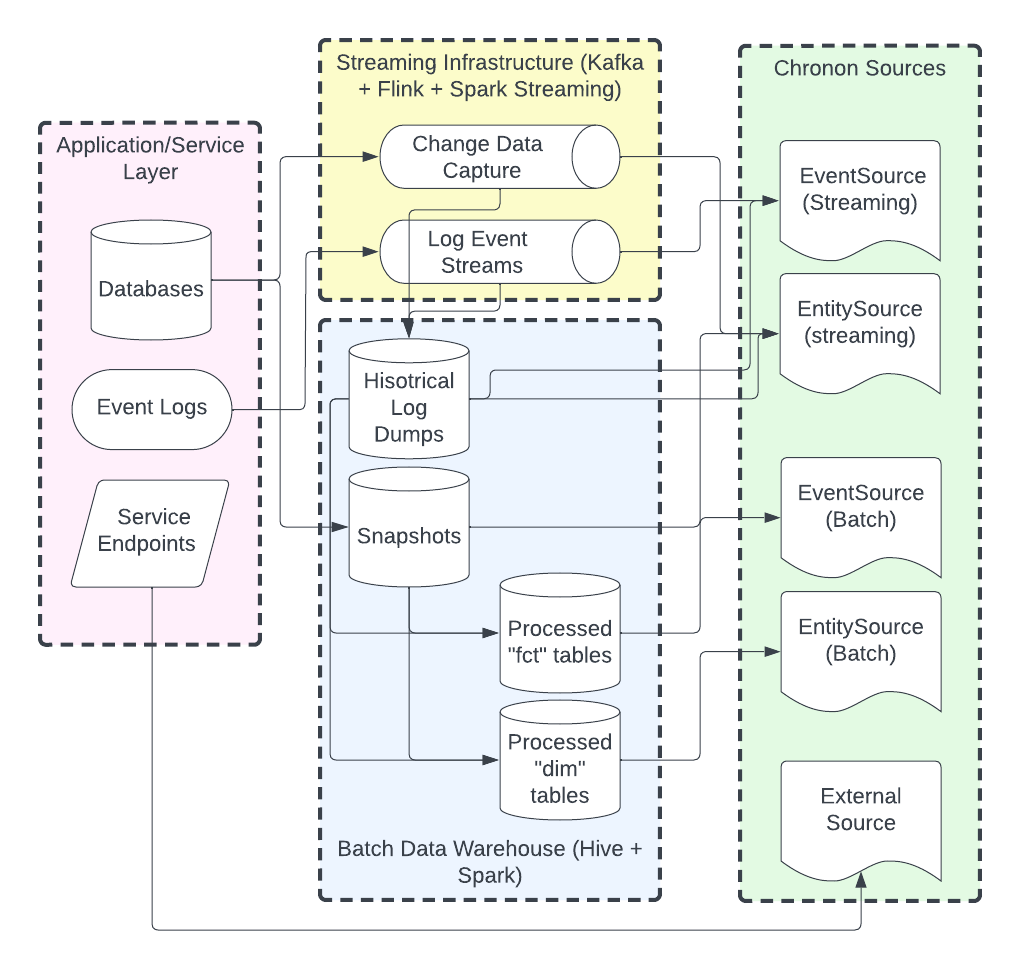 Streaming Infrastructure (Kafka
+ Flink + Spark Streaming)
Chronon Sources
Application/Service
Layer
Change Data
Capture
Log Event
Streams
EventSource
(Streaming)
Databases
EntitySource
(streaming)
Event Logs
Hisotrical
Log
Dumps
Service
Endpoints
Snapshots
EventSource
(Batch)
Processed
"fct" tables
EntitySource
(Batch)
Processed
"dim"
tables
External
Source
Batch Data Warehouse (Hive +
Spark)